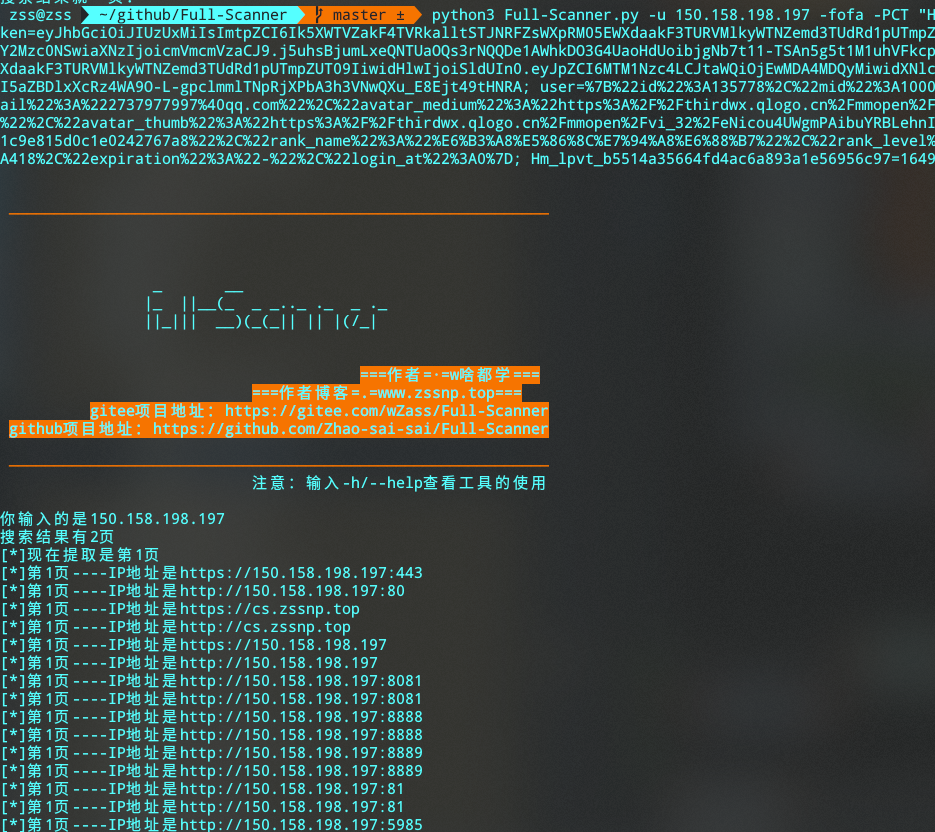 zss@zss ~/github/Full-Scanner master ± python3 Full-Scanner.py -u 150.158.198.197 -fofa -PCT "H
ken=eyJhbGciOiJIUzUxMiIsImtpZCI6Ik5XWTVZakF4TVRkalltSTJNRFZsWXpRM05EWXdaakF3TURVMlkyWTNZemd3TUdRd1pUTmpZ
Y2Mzc0NSwiaXNzIjoicmVmcmVzaCJ9.j5uhsBjumLxeQNTUaOQs3rNQQDe1AWhkDO3G4UaoHdUoibjgNb7t11-TSAn5g5t1M1uhVFkcp
XdaakF3TURVMlkyWTNZemd3TUdRd1pUTmpZUT09IiwidHlwIjoiSldUIn0.eyJpZCI6MTM1Nzc4LCJtaWQiOjEwMDA4MDQyMiwidXNlc
I5aZBDlxXcRz4WA9O-L-gpclmmlTNpRjXPbA3h3VNwQXu_E8Ejt49tHNRA; user=%7B%22id%22%3A135778%2C%22mid%22%3A1000
ail%22%3A%222737977997%40qq.com%22%2C%22avatar_medium%22%3A%22https%3A%2F%2Fthirdwx.qlogo.cn%2Fmmopen%2F
%22%2C%22avatar_thumb%22%3A%22https%3A%2F%2Fthirdwx.qlogo.cn%2Fmmopen%2Fvi_32%2FeNicou4UWgmPAibuYRBLehnI
1c9e815d0c1e0242767a8%22%2C%22rank_name%22%3A%22%E6%B3%A8%E5%86%8C%E7%94%A8%E6%88%B7%22%2C%22rank_level%
A418%2C%22expiration%22%3A%22-%22%2C%22login_at%22%3A0%7D; Hm_lpvt_b5514a35664fd4ac6a893a1e56956c97=1649
===作者=·=w啥都学===
===作者博客=.=www.zssnp.top===
gitee项目地址: https://gitee.com/wZass/Full-Scanner
github项目地址: https://github.com/Zhao-sai-sai/Full-Scanner
注意: 输入-h/--help查看工具的使用
你输入的是150.158.198.197
搜索结果有2页
[*]现在提取是第1页
[*]第1页----IP地址是https://150.158.198.197:443
[*]第1页----IP地址是http://150.158.198.197:80
[*]第1页----IP地址是https://cs.zssnp.top
[*]第1页----IP地址是http://cs.zssnp.top
[*]第1页----IP地址是https://150.158.198.197
[*]第1页----IP地址是http://150.158.198.197
[*]第1页----IP地址是http://150.158.198.197:8081
[*]第1页----IP地址是http://150.158.198.197:8081
[*]第1页----IP地址是http://150.158.198.197:8888
[*]第1页----IP地址是http://150.158.198.197:8888
[*]第1页----IP地址是http://150.158.198.197:8889
[*]第1页----IP地址是http://150.158.198.197:8889
[*]第1页----IP地址是http://150.158.198.197:81
[*]第1页----IP地址是http://150.158.198.197:81
[*]第1页----IP地址是http://150.158.198.197:5985